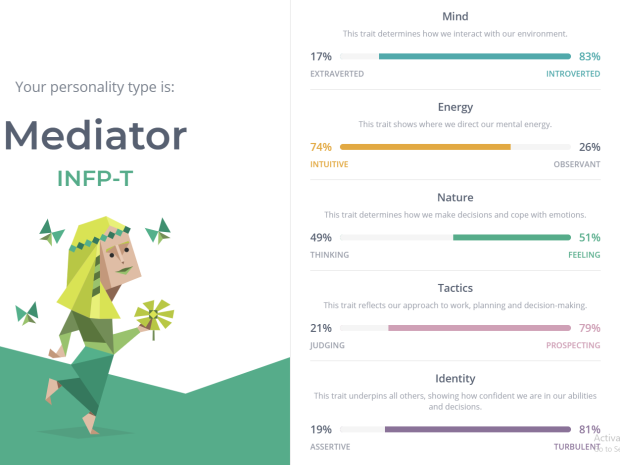 Your personality type is:
Mediator
INFP-T
Mind
This trait determines how we interact with our environment.
17% 83%
EXTRAVERTED INTROVERTED
Energy
This trait shows where we direct our mental energy.
74% 26%
INTUITIVE OBSERVANT
Nature
This trait determines how we make decisions and cope with emotions.
49% 51%
THINKING FEELING
Tactics
This trait reflects our approach to work, planning and decision-making.
21% 79%
JUDGING PROSPECTING
Identity
This trait underpins all others, showing how confident we are in our abilities
and decisions.
19% 81%
ASSERTIVE TURBULENT
Activa
to Se